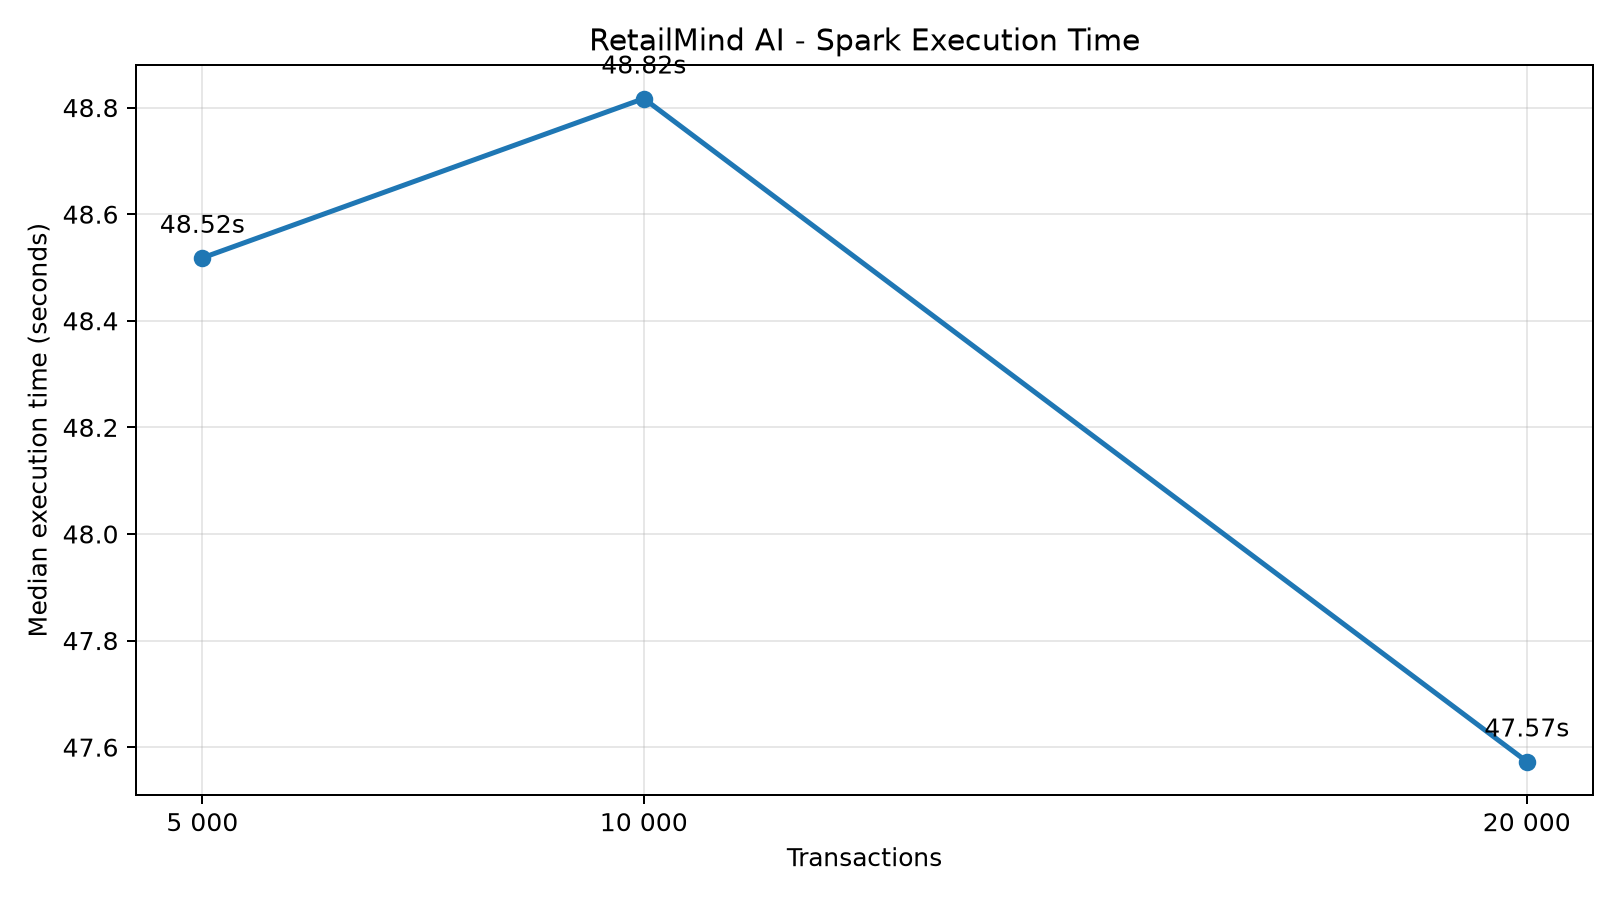 RetailMind AI - Spark Execution Time
48.82s
48.8
48.6
48.52s
48.4
48.2
48.0
47.8
47.57s
47.6
Median execution time (seconds)
5 000
10 000
20 000
Transactions